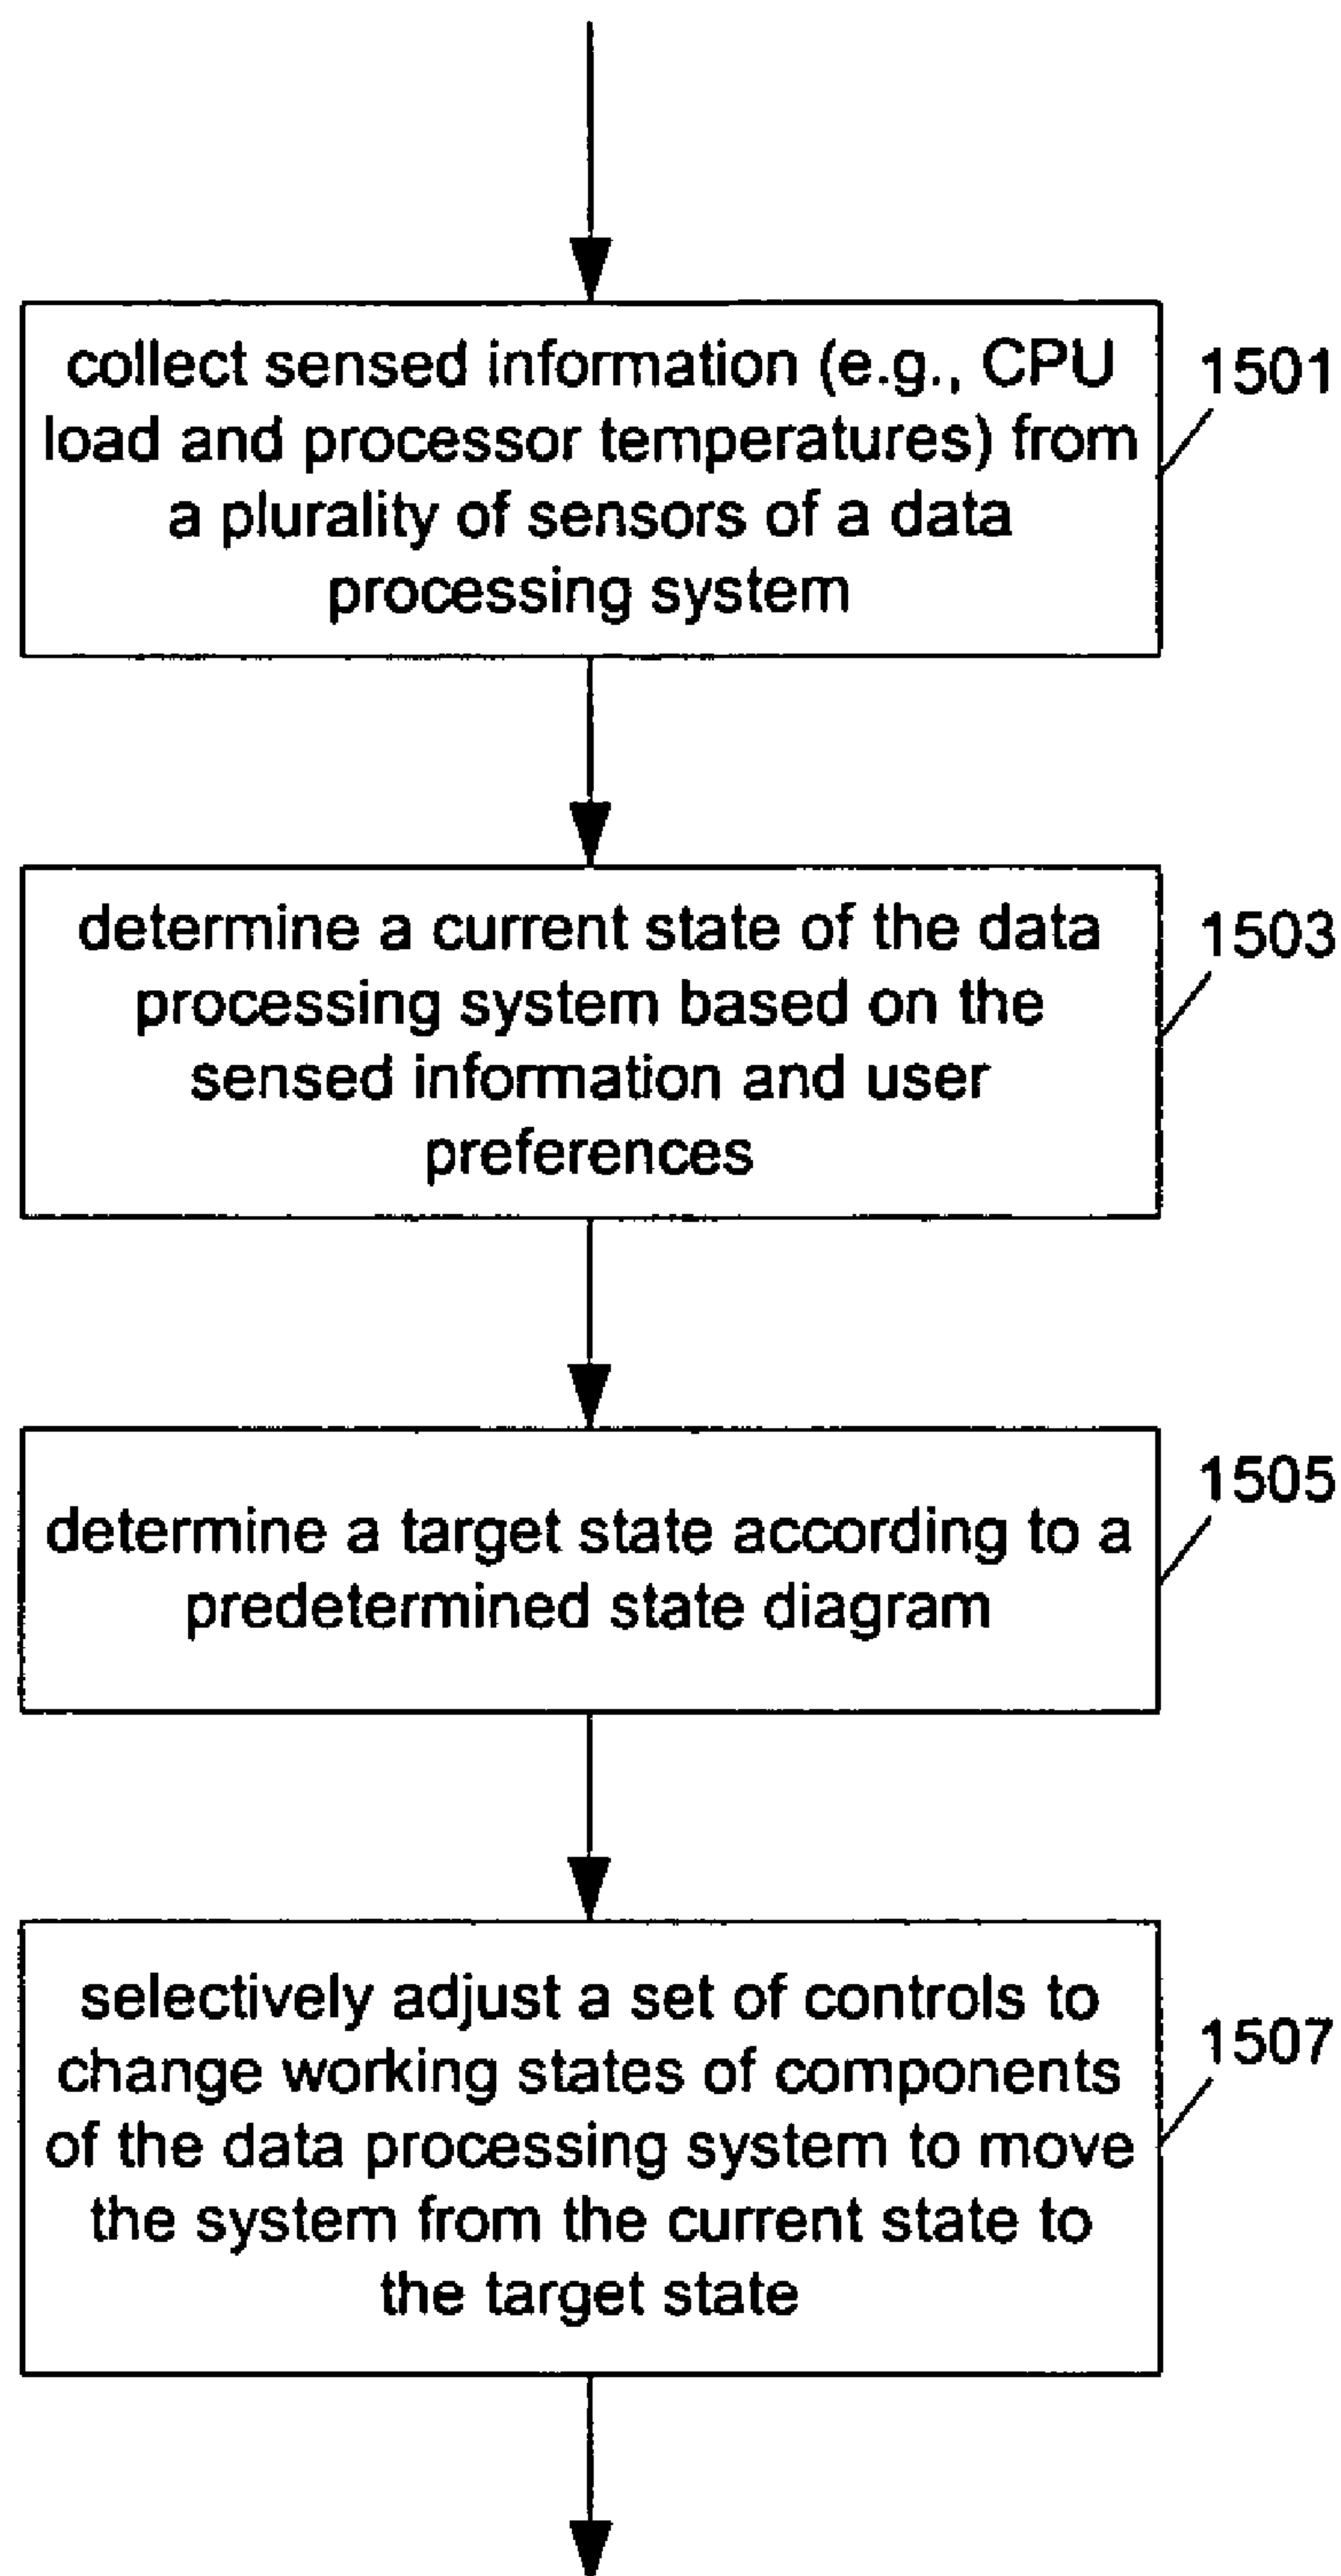 collect sensed information (e.g., CPU
load and processor temperatures) from
a plurality of sensors of a data
processing system
1501
determine a current state of the data
processing system based on the
sensed information and user
preferences
1503
determine a target state according to a
predetermined state diagram
1505
selectively adjust a set of controls to
change working states of components
of the data processing system to move
the system from the current state to
the target state
1507